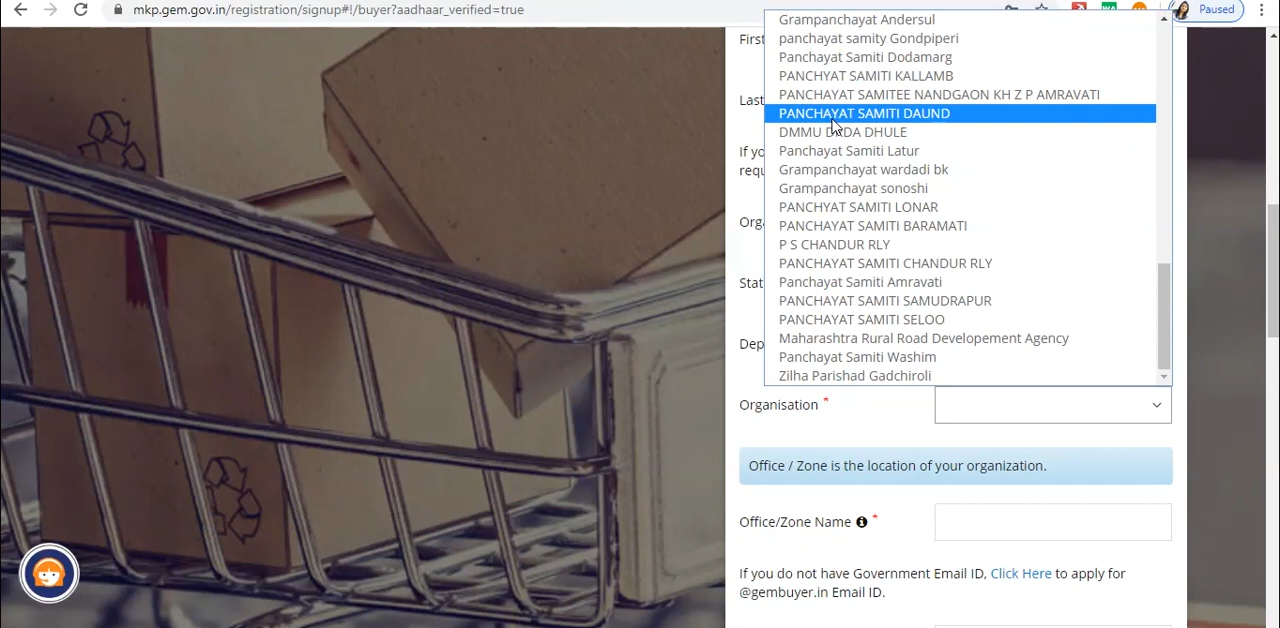 mkp.gem.gov.in/registration/signup#!/buyer?aadhaar_verified=true
Paused
Grampanchayat Andersul
panchayat samity Gondpiperi
Panchayat Samiti Dodamarg
PANCHYAT SAMITI KALLAMB
PANCHAYAT SAMITEE NANDGAON KH Z P AMRAVATI
PANCHAYAT SAMITI DAUND
DMMU DRDA DHULE
Panchayat Samiti Latur
Grampanchayat wardadi bk
Grampanchayat sonoshi
PANCHYAT SAMITI LONAR
PANCHAYAT SAMITI BARAMATI
P S CHANDUR RLY
PANCHAYAT SAMITI CHANDUR RLY
Panchayat Samiti Amravati
PANCHAYAT SAMITI SAMUDRAPUR
PANCHAYAT SAMITI SELOO
Maharashtra Rural Road Developement Agency
Panchayat Samiti Washim
Zilha Parishad Gadchiroli
First
Last
If yo
requ
Orga
Stat
Dep
Organisation *
Office / Zone is the location of your organization.
Office/Zone Name *
If you do not have Government Email ID, Click Here to apply for
@gembuyer.in Email ID.